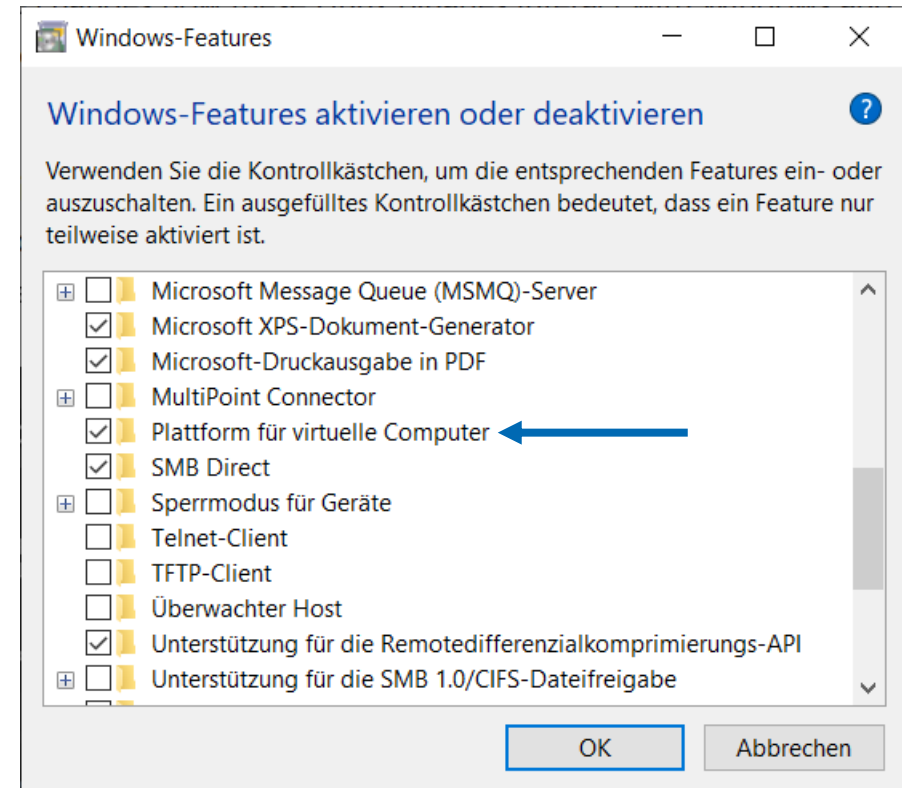 Windows-Features
Windows-Features aktivieren oder deaktivieren
?
Verwenden Sie die Kontrollkästchen, um die entsprechenden Features ein- oder
auszuschalten. Ein ausgefülltes Kontrollkästchen bedeutet, dass ein Feature nur
teilweise aktiviert ist.
Microsoft Message Queue (MSMQ)-Server
Microsoft XPS-Dokument-Generator
Microsoft-Druckausgabe in PDF
MultiPoint Connector
Plattform für virtuelle Computer
SMB Direct
Sperrmodus für Geräte
Telnet-Client
TFTP-Client
Überwachter Host
Unterstützung für die Remotedifferenzialkomprimierungs-API
Unterstützung für die SMB 1.0/CIFS-Dateifreigabe
OK
Abbrechen